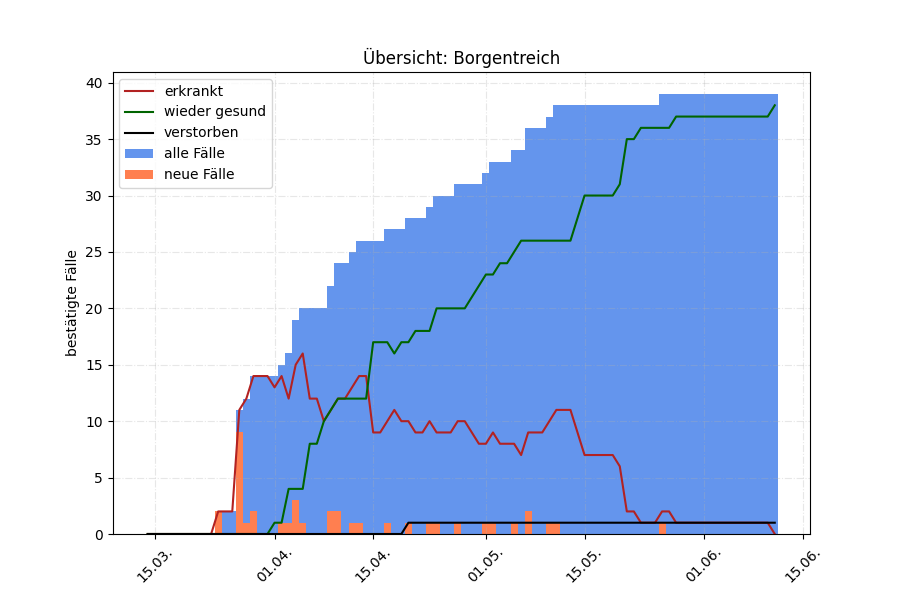 Übersicht: Borgentreich
bestätigte Fälle
40
35
30
25
20
15
10
5
0
erkrankt
wieder gesund
verstorben
alle Fälle
neue Fälle
15.03.
01.04.
15.04.
01.05.
15.05.
01.06.
15.06.